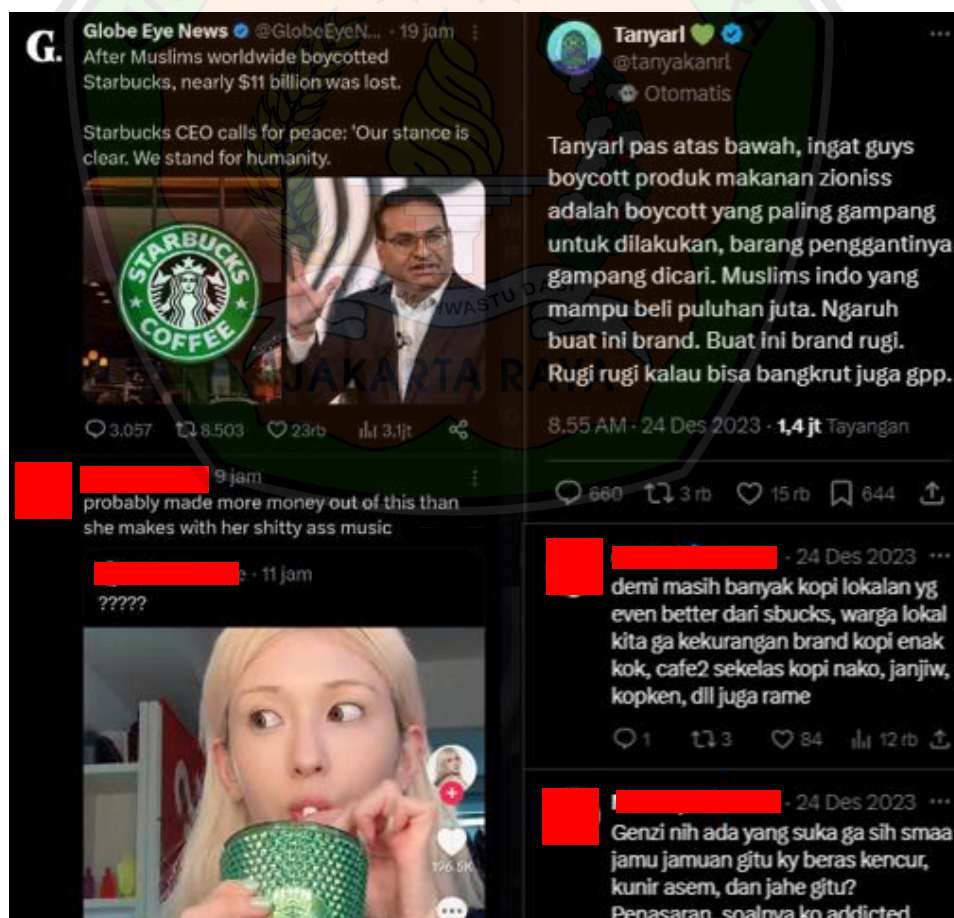 G.
Globe Eye News @GlobeEyeN... · 19 jam
After Muslims worldwide boycotted
Starbucks, nearly $11 billion was lost.
Starbucks CEO calls for peace: 'Our stance is
clear. We stand for humanity.
STARBUCKS
COFFEE
3.057 8.503 23rb 3,1jt
9 jam
probably made more money out of this than
she makes with her shitty ass music
· 11 jam
?????
196.5K
Tanyarl
@tanyakanrl
Otomatis
Tanyarl pas atas bawah, ingat guys
boycott produk makanan zioniss
adalah boycott yang paling gampang
untuk dilakukan, barang penggantinya
gampang dicari. Muslims indo yang
mampu beli puluhan juta. Ngaruh
buat ini brand. Buat ini brand rugi.
Rugi rugi kalau bisa bangkrut juga gpp.
8.55 AM · 24 Des 2023 · 1,4 jt Tayangan
660 3 rb 15 rb 644
· 24 Des 2023
demi masih banyak kopi lokalan yg
even better dari sbucks, warga lokal
kita ga kekurangan brand kopi enak
kok, cafe2 sekelas kopi nako, janjiw,
kopken, dll juga rame
1 3 84 12 rb
· 24 Des 2023
Genzi nih ada yang suka ga sih smaa
jamu jamuan gitu ky beras kencur,
kunir asem, dan jahe gitu?
Penasaran, soalnya ko addicted
JAKARTA RAYA